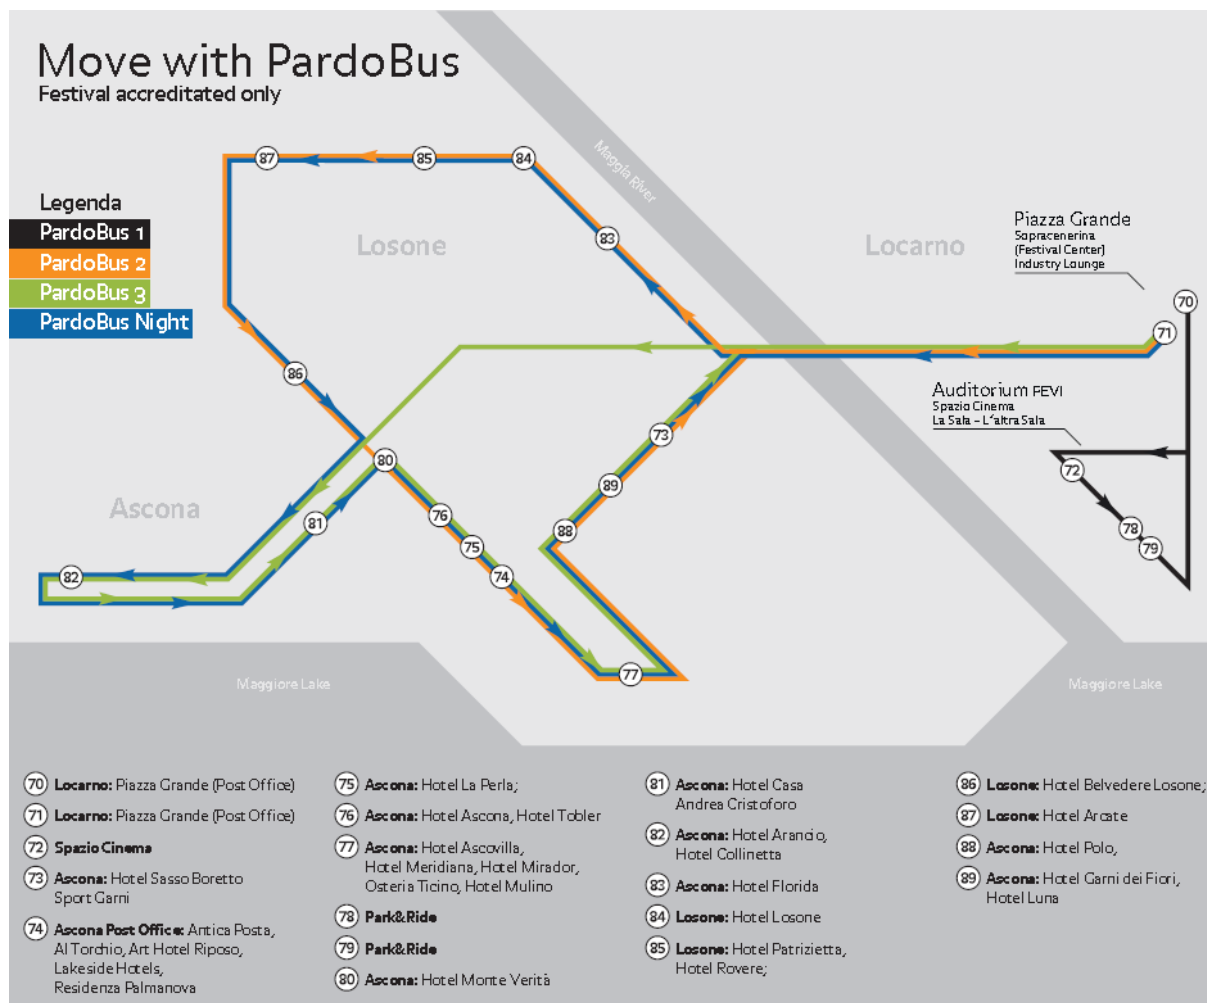 Move with PardoBus
Festival accreditated only
Legenda
PardoBus 1
PardoBus 2
PardoBus 3
PardoBus Night
87
85
84
Maggia River
Losone
83
Locarno
Piazza Grande
Sopracenerina
(Festival Center)
Industry Lounge
70
71
86
Auditorium FEVI
Spazio Cinema
La Sala - L'altra Sala
73
80
72
89
Ascona
76
81
88
78
75
79
74
82
77
Maggiore Lake
Maggiore Lake
70 Locarno: Piazza Grande (Post Office)
71 Locarno: Piazza Grande (Post Office)
72 Spazio Cinema
73 Ascona: Hotel Sasso Boretto
Sport Garni
74 Ascona Post Office: Antica Posta,
Al Torchio, Art Hotel Riposo,
Lakeside Hotels,
Residenza Palmanova
75 Ascona: Hotel La Perla;
76 Ascona: Hotel Ascona, Hotel Tobler
77 Ascona: Hotel Ascovilla,
Hotel Meridiana, Hotel Mirador,
Osteria Ticino, Hotel Mulino
78 Park&Ride
79 Park&Ride
80 Ascona: Hotel Monte Verità
81 Ascona: Hotel Casa
Andrea Cristoforo
82 Ascona: Hotel Arancio,
Hotel Collinetta
83 Ascona: Hotel Florida
84 Losone: Hotel Losone
85 Losone: Hotel Patrizietta,
Hotel Rovere;
86 Losone: Hotel Belvedere Losone;
87 Losone: Hotel Arcate
88 Ascona: Hotel Polo,
89 Ascona: Hotel Garni dei Fiori,
Hotel Luna